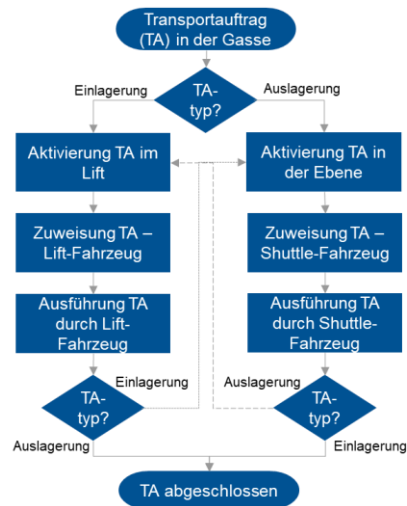 Transportauftrag
(TA) in der Gasse
Einlagerung
TA-
typ?
Auslagerung
Aktivierung TA im
Lift
Aktivierung TA in
der Ebene
Zuweisung TA –
Lift-Fahrzeug
Zuweisung TA –
Shuttle-Fahrzeug
Ausführung TA
durch Lift-
Fahrzeug
Ausführung TA
durch Shuttle-
Fahrzeug
Einlagerung
Auslagerung
TA-
typ?
TA-
typ?
Auslagerung
Einlagerung
TA abgeschlossen